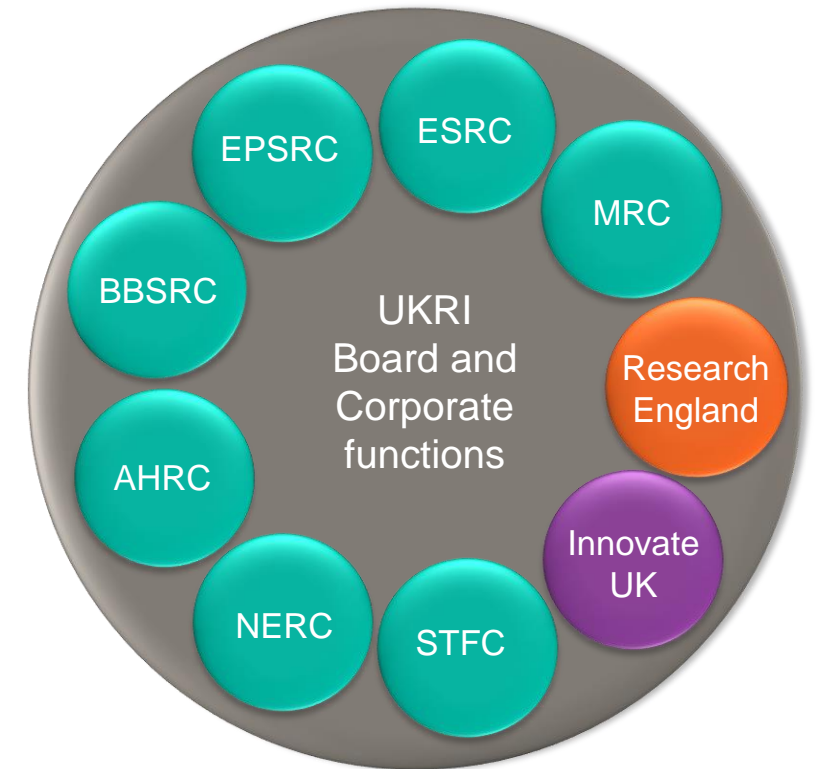 EPSRC
ESRC
MRC
BBSRC
UKRI
Board and
Corporate
functions
Research
England
AHRC
Innovate
UK
NERC
STFC